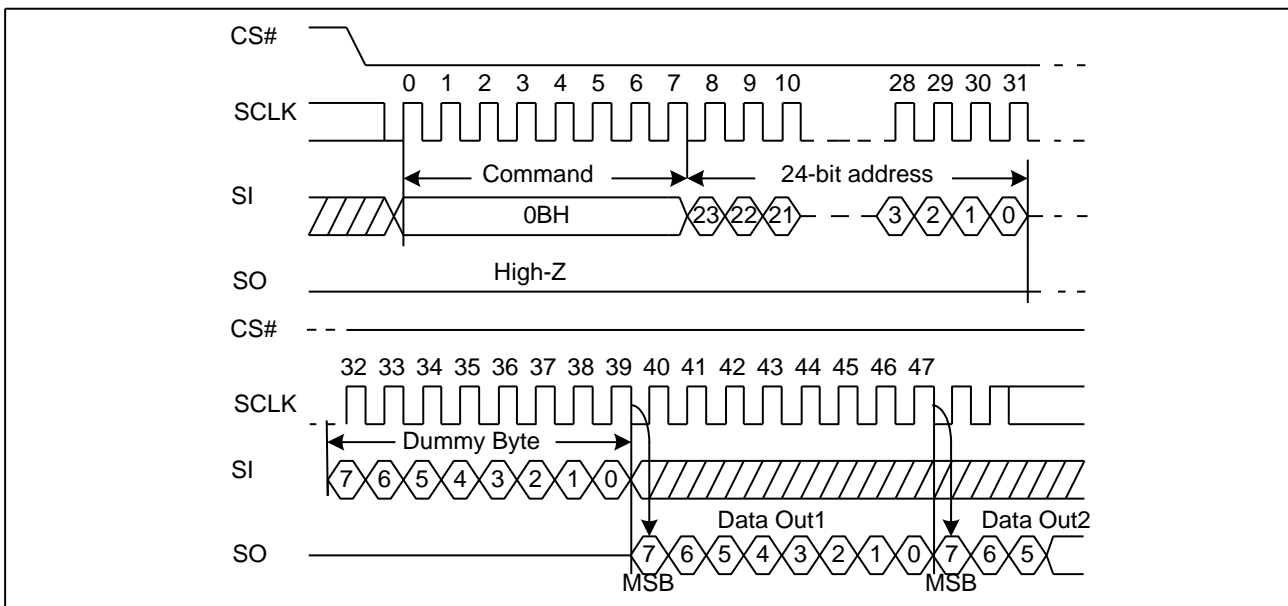 CS#
0 1 2 3 4 5 6 7 8 9 10 28 29 30 31
SCLK
Command 24-bit address
SI
0BH 23 22 21 3 2 1 0
High-Z
SO
CS#
32 33 34 35 36 37 38 39 40 41 42 43 44 45 46 47
SCLK
Dummy Byte
SI
7 6 5 4 3 2 1 0
Data Out1 Data Out2
SO
7 6 5 4 3 2 1 0 7 6 5
MSB MSB